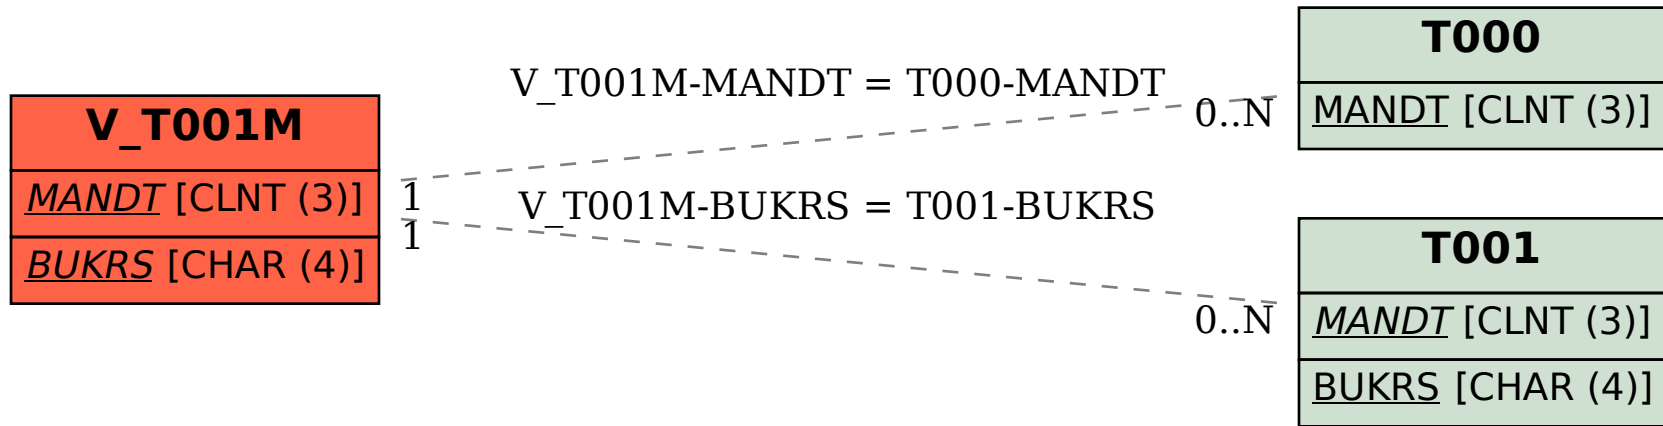 V_T001M
MANDT [CLNT (3)]
BUKRS [CHAR (4)]
V_T001M-MANDT = T000-MANDT
1
0..N
V_T001M-BUKRS = T001-BUKRS
1
0..N
T000
MANDT [CLNT (3)]
T001
MANDT [CLNT (3)]
BUKRS [CHAR (4)]